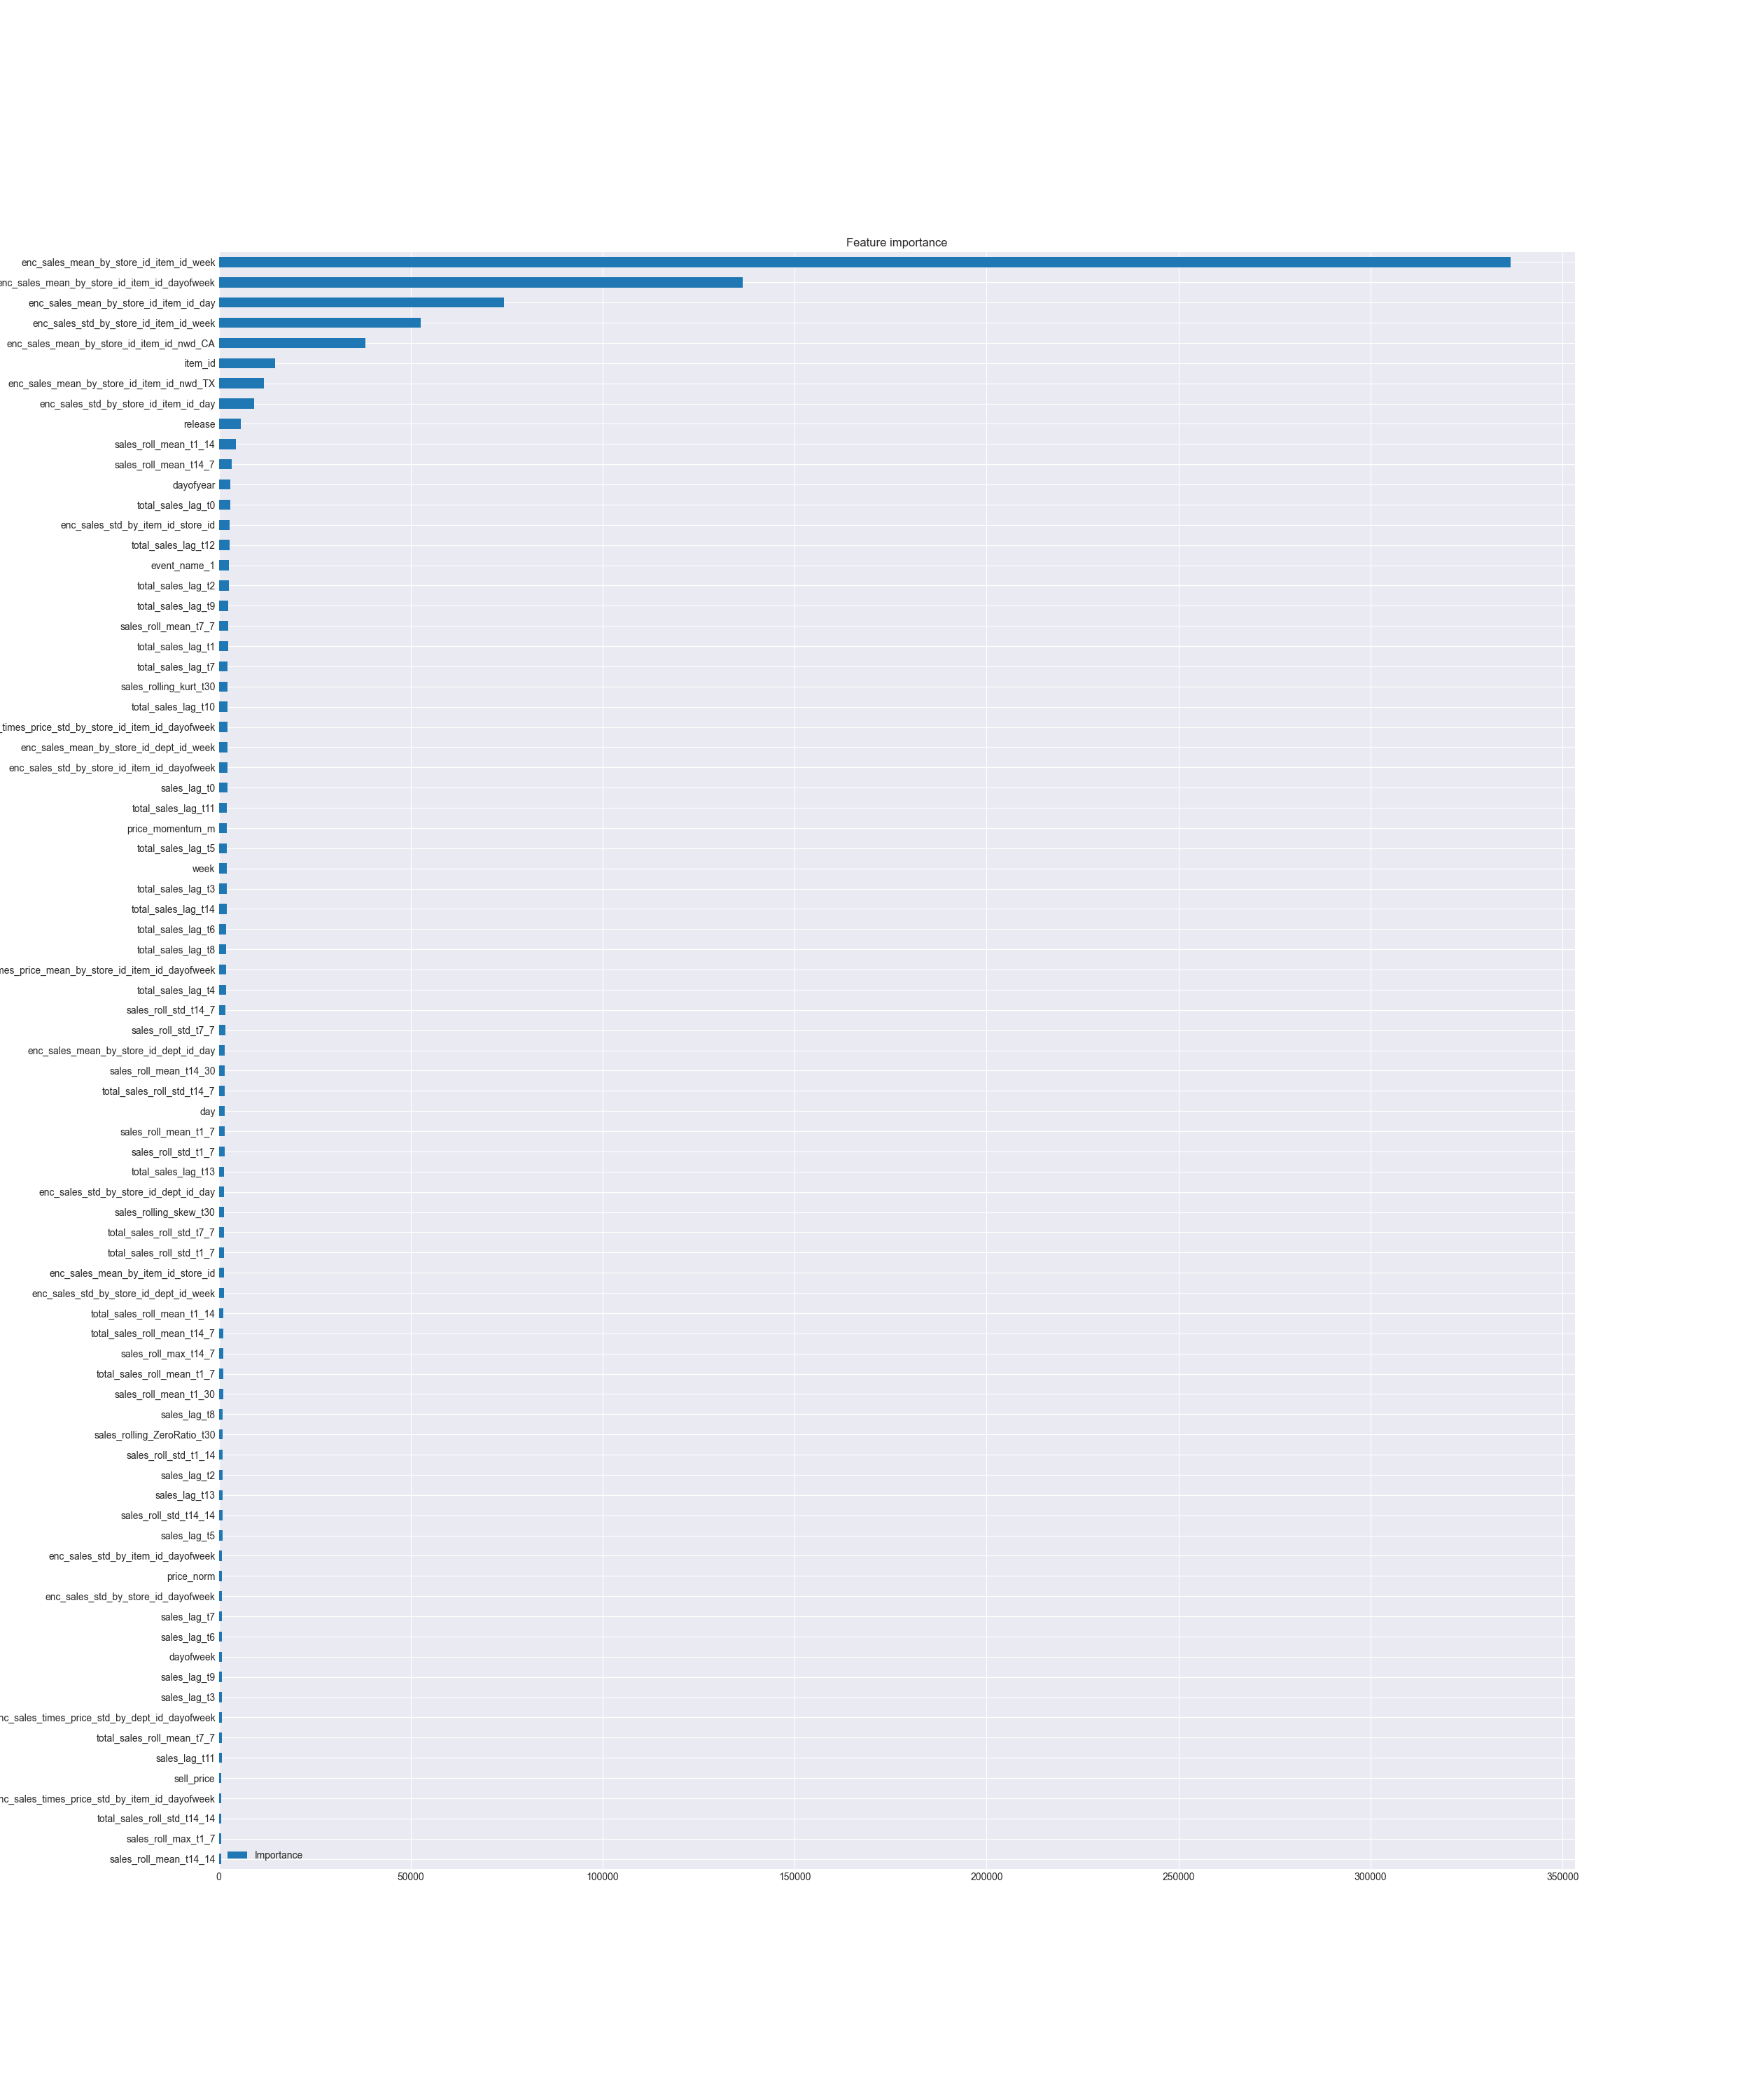 Feature importance
enc_sales_mean_by_store_id_item_id_week
enc_sales_mean_by_store_id_item_id_dayofweek
enc_sales_mean_by_store_id_item_id_day
enc_sales_std_by_store_id_item_id_week
enc_sales_mean_by_store_id_item_id_nwd_CA
item_id
enc_sales_mean_by_store_id_item_id_nwd_TX
enc_sales_std_by_store_id_item_id_day
release
sales_roll_mean_t1_14
sales_roll_mean_t14_7
dayofyear
total_sales_lag_t0
enc_sales_std_by_item_id_store_id
total_sales_lag_t12
event_name_1
total_sales_lag_t2
total_sales_lag_t9
sales_roll_mean_t7_7
total_sales_lag_t1
total_sales_lag_t7
sales_rolling_kurt_t30
total_sales_lag_t10
_times_price_std_by_store_id_item_id_dayofweek
enc_sales_mean_by_store_id_dept_id_week
enc_sales_std_by_store_id_item_id_dayofweek
sales_lag_t0
total_sales_lag_t11
price_momentum_m
total_sales_lag_t5
week
total_sales_lag_t3
total_sales_lag_t14
total_sales_lag_t6
total_sales_lag_t8
mes_price_mean_by_store_id_item_id_dayofweek
total_sales_lag_t4
sales_roll_std_t14_7
sales_roll_std_t7_7
enc_sales_mean_by_store_id_dept_id_day
sales_roll_mean_t14_30
total_sales_roll_std_t14_7
day
sales_roll_mean_t1_7
sales_roll_std_t1_7
total_sales_lag_t13
enc_sales_std_by_store_id_dept_id_day
sales_rolling_skew_t30
total_sales_roll_std_t7_7
total_sales_roll_std_t1_7
enc_sales_mean_by_item_id_store_id
enc_sales_std_by_store_id_dept_id_week
total_sales_roll_mean_t1_14
total_sales_roll_mean_t14_7
sales_roll_max_t14_7
total_sales_roll_mean_t1_7
sales_roll_mean_t1_30
sales_lag_t8
sales_rolling_ZeroRatio_t30
sales_roll_std_t1_14
sales_lag_t2
sales_lag_t13
sales_roll_std_t14_14
sales_lag_t5
enc_sales_std_by_item_id_dayofweek
price_norm
enc_sales_std_by_store_id_dayofweek
sales_lag_t7
sales_lag_t6
dayofweek
sales_lag_t9
sales_lag_t3
nc_sales_times_price_std_by_dept_id_dayofweek
total_sales_roll_mean_t7_7
sales_lag_t11
sell_price
nc_sales_times_price_std_by_item_id_dayofweek
total_sales_roll_std_t14_14
sales_roll_max_t1_7
sales_roll_mean_t14_14
Importance
0 50000 100000 150000 200000 250000 300000 350000